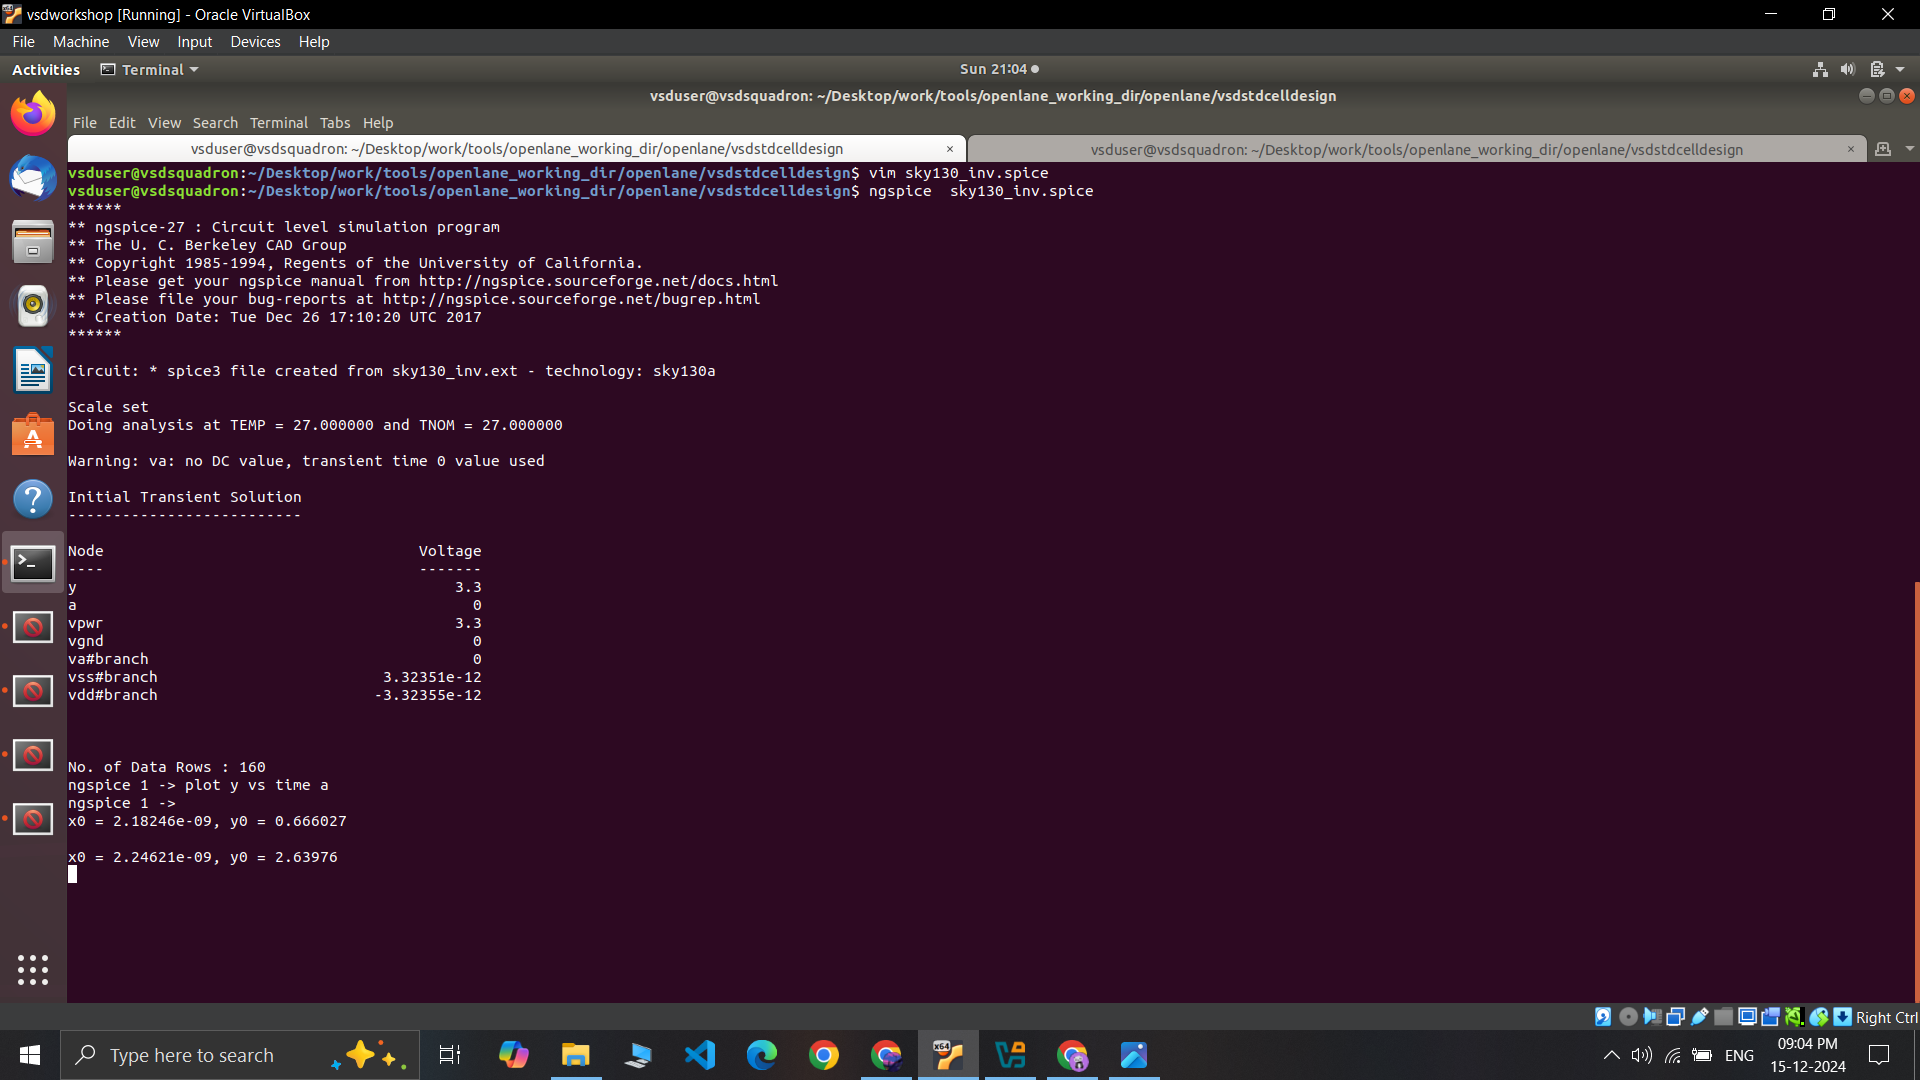 vsdworkshop [Running] - Oracle VirtualBox
File Machine View Input Devices Help
Activities Terminal Sun 21:04
vsduser@vsdsquadron: ~/Desktop/work/tools/openlane_working_dir/openlane/vsdstdcelldesign
File Edit View Search Terminal Tabs Help
vsduser@vsdsquadron: ~/Desktop/work/tools/openlane_working_dir/openlane/vsdstdcelldesign × vsduser@vsdsquadron: ~/Desktop/work/tools/openlane_working_dir/openlane/vsdstdcelldesign ×
vsduser@vsdsquadron:~/Desktop/work/tools/openlane_working_dir/openlane/vsdstdcelldesign$ vim sky130_inv.spice
vsduser@vsdsquadron:~/Desktop/work/tools/openlane_working_dir/openlane/vsdstdcelldesign$ ngspice  sky130_inv.spice
******
** ngspice-27 : Circuit level simulation program
** The U. C. Berkeley CAD Group
** Copyright 1985-1994, Regents of the University of California.
** Please get your ngspice manual from http://ngspice.sourceforge.net/docs.html
** Please file your bug-reports at http://ngspice.sourceforge.net/bugrep.html
** Creation Date: Tue Dec 26 17:10:20 UTC 2017
******
Circuit: * spice3 file created from sky130_inv.ext - technology: sky130a
Scale set
Doing analysis at TEMP = 27.000000 and TNOM = 27.000000
Warning: va: no DC value, transient time 0 value used
Initial Transient Solution
--------------------------
Node Voltage
---- -------
y 3.3
a 0
vpwr 3.3
vgnd 0
va#branch 0
vss#branch 3.32351e-12
vdd#branch -3.32355e-12
No. of Data Rows : 160
ngspice 1 -> plot y vs time a
ngspice 1 ->
x0 = 2.18246e-09, y0 = 0.666027
x0 = 2.24621e-09, y0 = 2.63976
Right Ctrl
Type here to search
x64
ENG
09:04 PM
15-12-2024